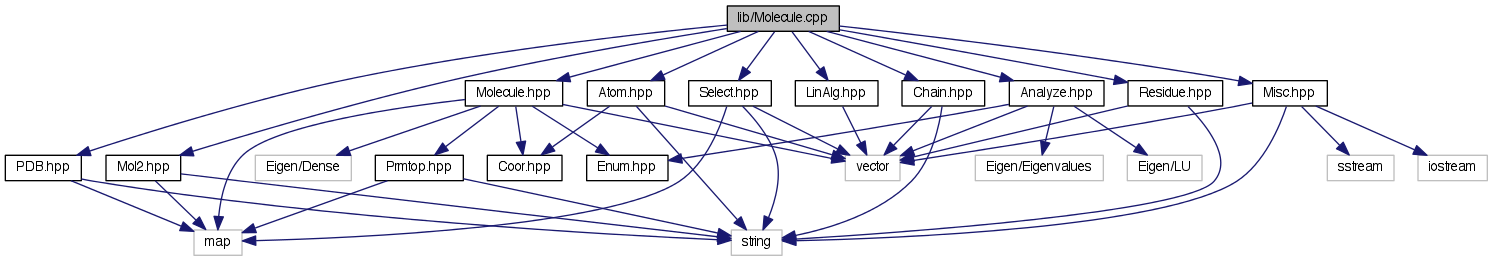 lib/Molecule.cpp
Molecule.hpp
Atom.hpp
Select.hpp
LinAlg.hpp
Chain.hpp
Analyze.hpp
Residue.hpp
Misc.hpp
PDB.hpp
Mol2.hpp
Eigen/Dense
Prmtop.hpp
Coor.hpp
Enum.hpp
vector
Eigen/Eigenvalues
Eigen/LU
sstream
iostream
map
string